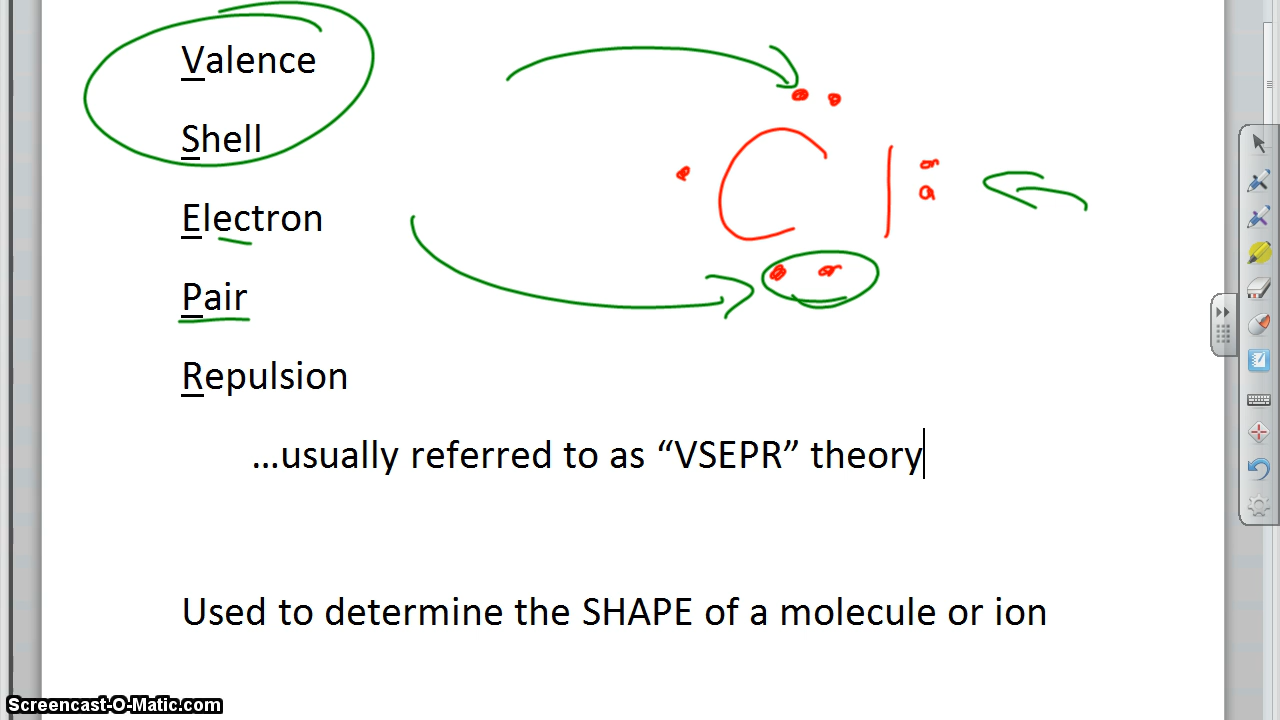 Valence
Shell
Electron
Pair
Repulsion
...usually referred to as “VSEPR” theory
Cl
Used to determine the SHAPE of a molecule or ion
Screencast-O-Matic.com